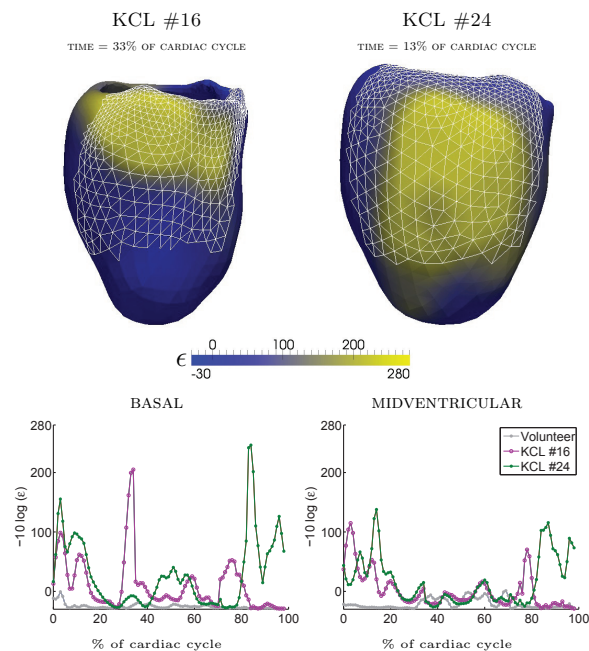 KCL #16
KCL #24
TIME = 33% OF CARDIAC CYCLE
TIME = 13% OF CARDIAC CYCLE
0 100 200
ϵ
-30 280
BASAL
MIDVENTRICULAR
280
200
100
0
−10 log (ε)
0 20 40 60 80 100
% of cardiac cycle
280
200
100
0
−10 log (ε)
Volunteer
KCL #16
KCL #24
0 20 40 60 80 100
% of cardiac cycle